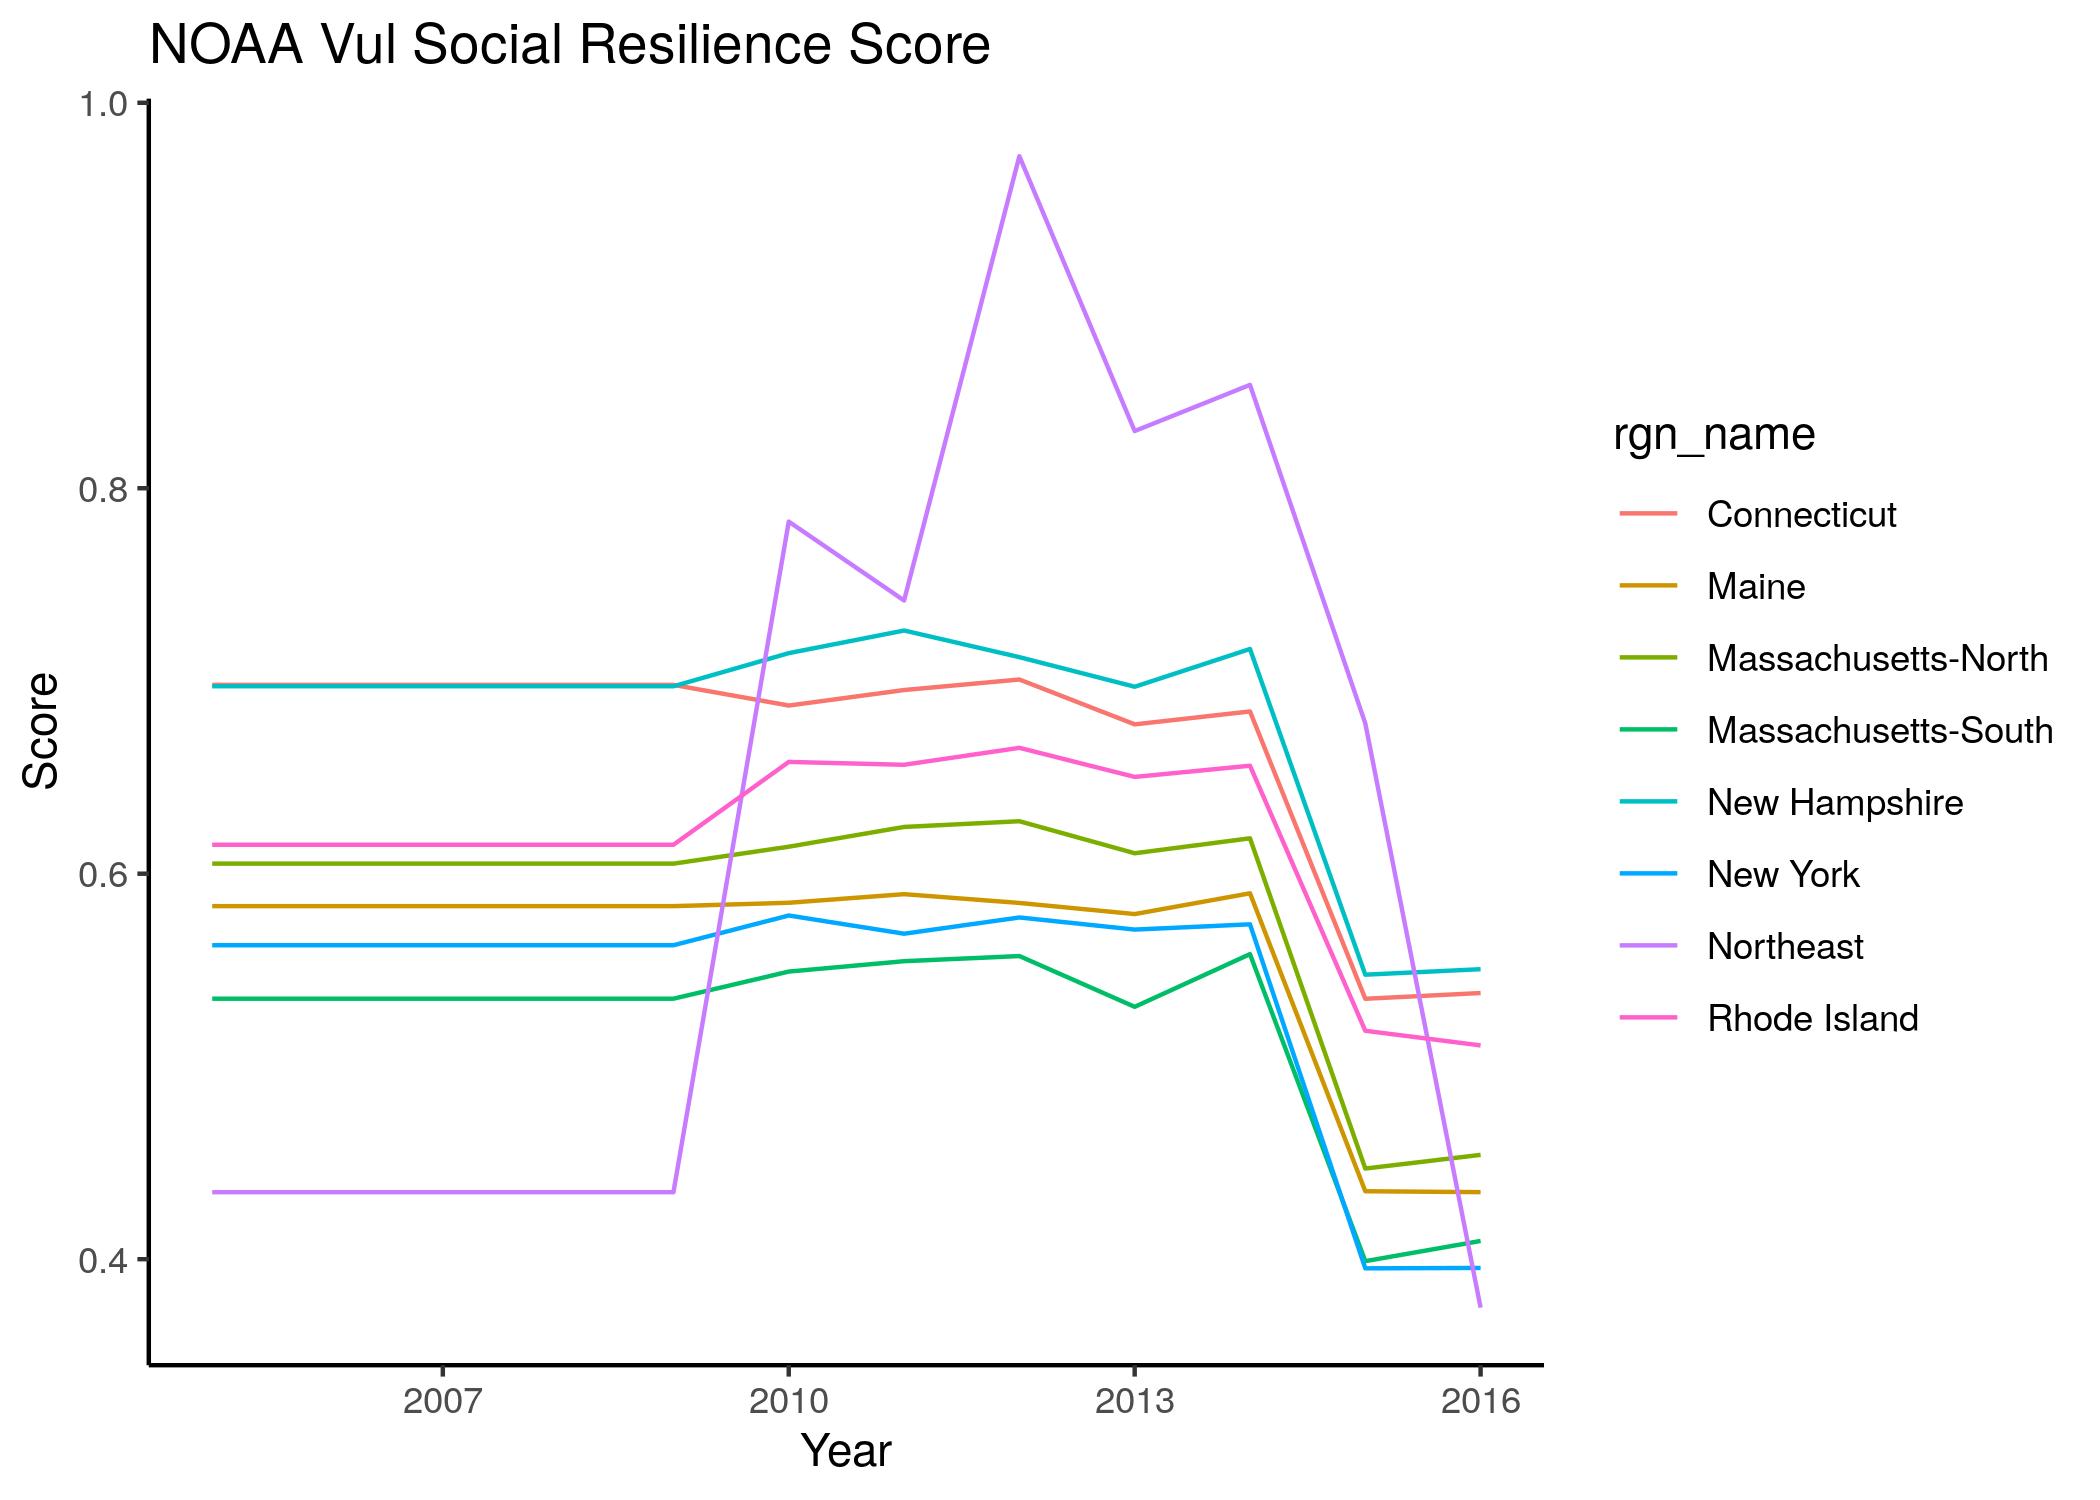 NOAA Vul Social Resilience Score
1.0
0.8
0.6
0.4
Score
2007
2010
2013
2016
Year
rgn_name
Connecticut
Maine
Massachusetts-North
Massachusetts-South
New Hampshire
New York
Northeast
Rhode Island